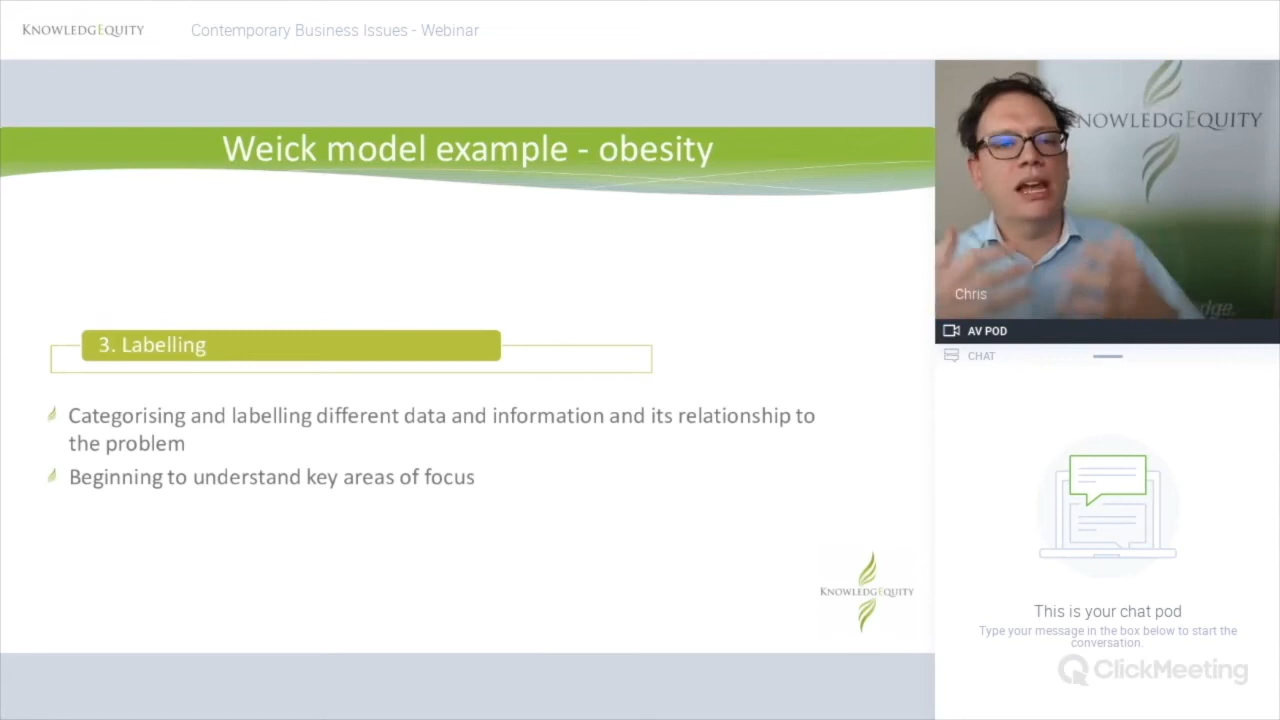 KNOWLEDGEQUITY
Contemporary Business Issues - Webinar
Weick model example - obesity
3. Labelling
Categorising and labelling different data and information and its relationship to
the problem
Beginning to understand key areas of focus
KNOWLEDGEQUITY
NOWLEDGEQUITY
Chris
AV POD
CHAT
This is your chat pod
Type your message in the box below to start the
conversation.
ClickMeeting